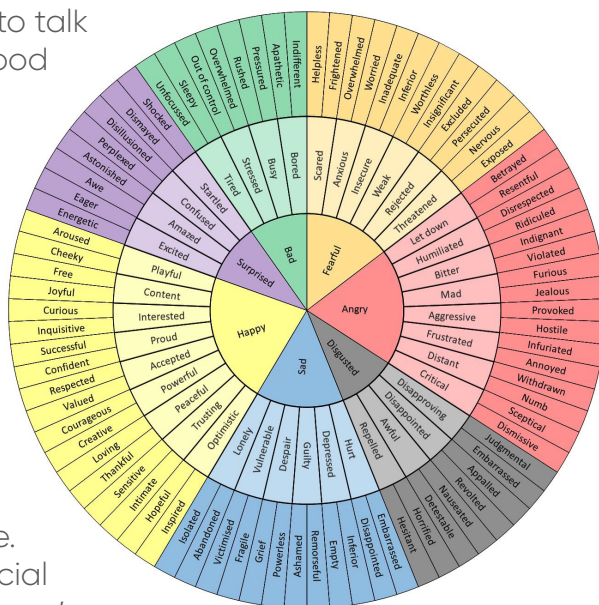 to talk
ood
e.
cial
Bad
Fearful
Angry
Disgusted
Sad
Happy
Surprised
Tired
Stressed
Busy
Bored
Scared
Anxious
Insecure
Weak
Rejected
Threatened
Let down
Humiliated
Bitter
Mad
Aggressive
Frustrated
Distant
Critical
Disapproving
Disappointed
Awful
Repelled
Hurt
Depressed
Guilty
Despair
Vulnerable
Lonely
Optimistic
Trusting
Peaceful
Powerful
Accepted
Proud
Interested
Content
Playful
Excited
Amazed
Confused
Startled
Unfocussed
Sleepy
Out of control
Overwhelmed
Rushed
Pressured
Apathetic
Indifferent
Helpless
Frightened
Overwhelmed
Worried
Inadequate
Inferior
Worthless
Insignificant
Excluded
Persecuted
Nervous
Exposed
Betrayed
Resentful
Disrespected
Ridiculed
Indignant
Violated
Furious
Jealous
Provoked
Hostile
Infuriated
Annoyed
Withdrawn
Numb
Sceptical
Dismissive
Judgmental
Embarrassed
Appalled
Revolted
Nauseated
Detestable
Horrified
Hesitant
Embarrassed
Disappointed
Inferior
Empty
Remorseful
Ashamed
Powerless
Grief
Fragile
Victimised
Abandoned
Isolated
Inspired
Hopeful
Intimate
Sensitive
Thankful
Loving
Creative
Courageous
Valued
Respected
Confident
Successful
Inquisitive
Curious
Joyful
Free
Cheeky
Aroused
Energetic
Eager
Awe
Astonished
Perplexed
Disillusioned
Dismayed
Shocked